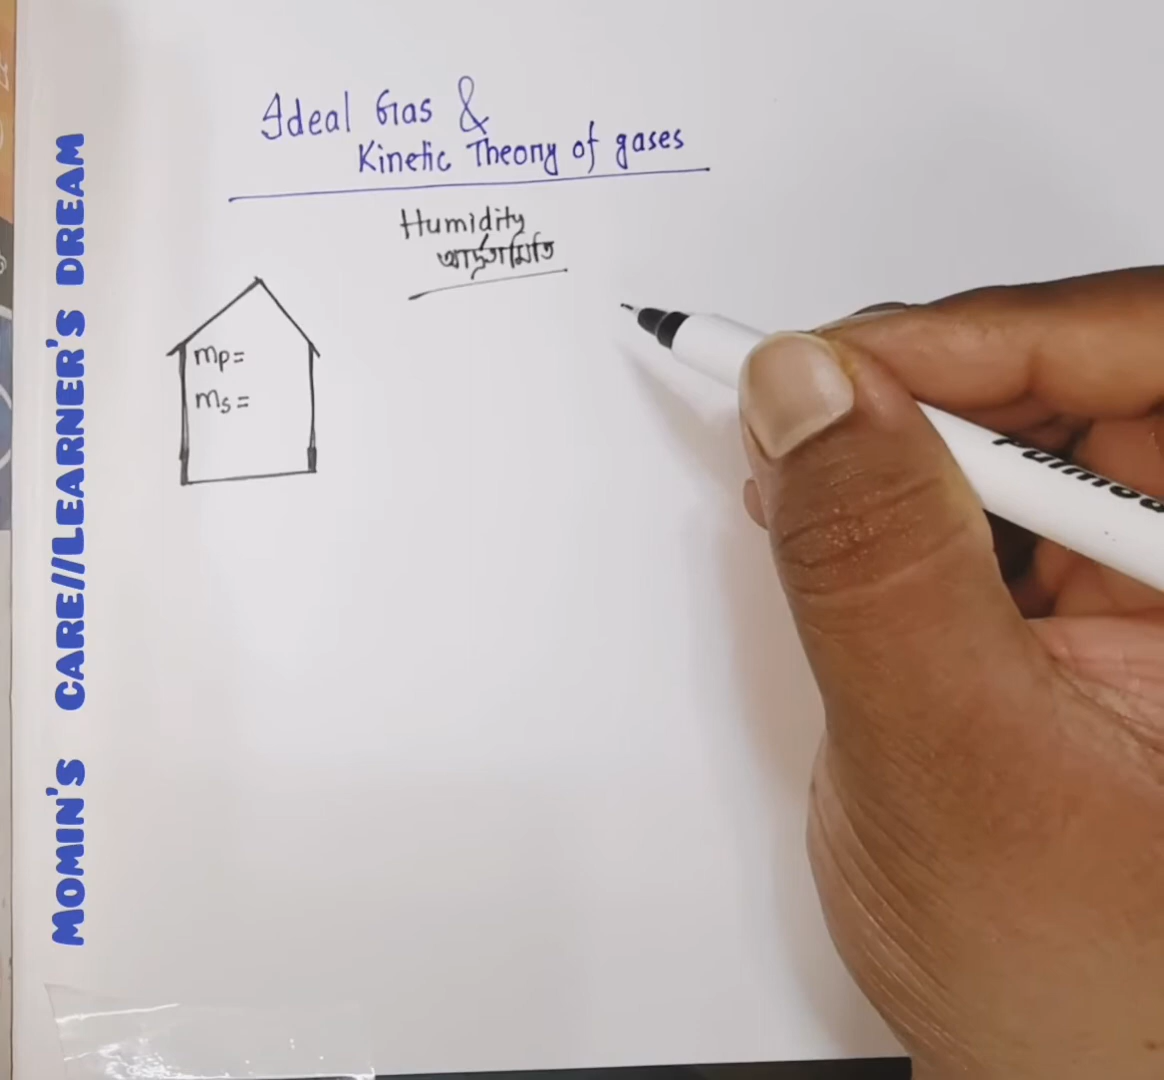 Ideal Gas &
Kinetic Theory of gases
Humidity
আর্দ্রতামিতি
mp=
ms=
MOMIN'S CARE//LEARNER'S DREAM